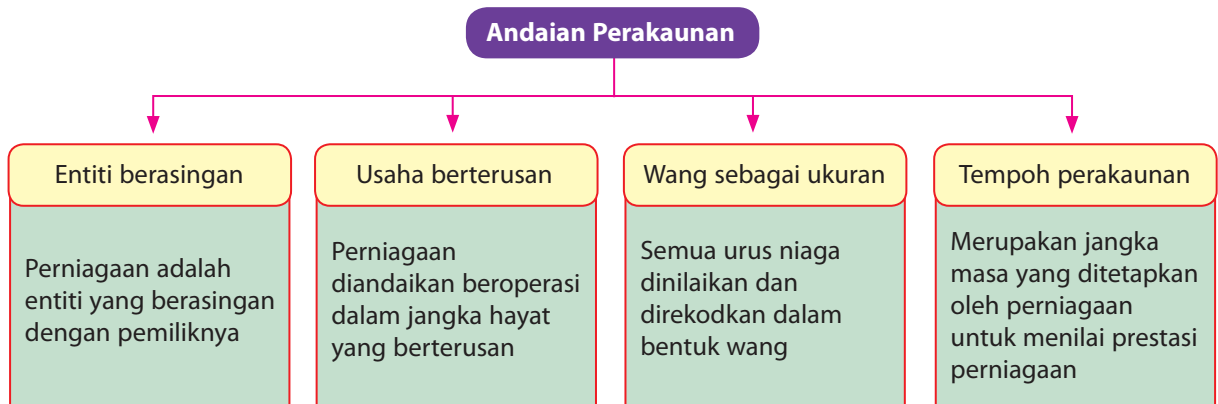 Andaian Perakaunan
Entiti berasingan
Perniagaan adalah
entiti yang berasingan
dengan pemiliknya
Usaha berterusan
Perniagaan
diandaikan beroperasi
dalam jangka hayat
yang berterusan
Wang sebagai ukuran
Semua urus niaga
dinilaikan dan
direkodkan dalam
bentuk wang
Tempoh perakaunan
Merupakan jangka
masa yang ditetapkan
oleh perniagaan
untuk menilai prestasi
perniagaan